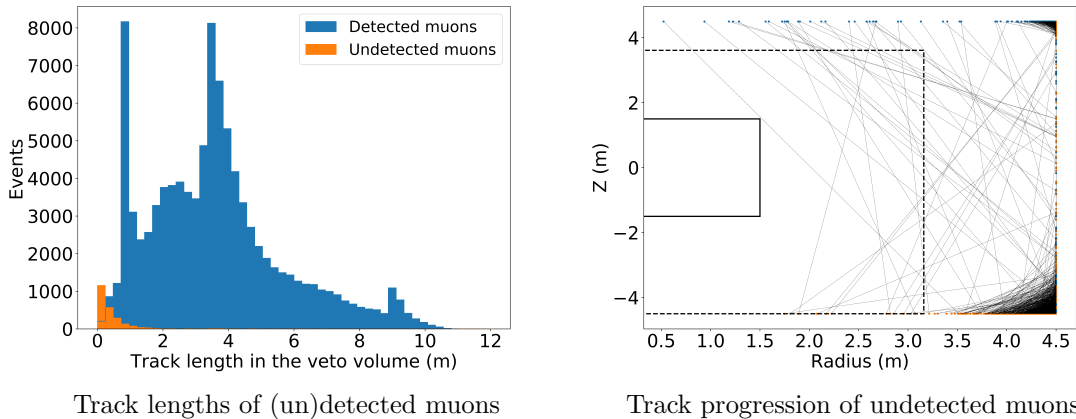 Detected muons
Undetected muons
8000
7000
6000
5000
4000
3000
2000
1000
0
Events
0 2 4 6 8 10 12
Track length in the veto volume (m)
Track lengths of (un)detected muons
4
2
0
−2
−4
Z (m)
0.5 1.0 1.5 2.0 2.5 3.0 3.5 4.0 4.5
Radius (m)
Track progression of undetected muons